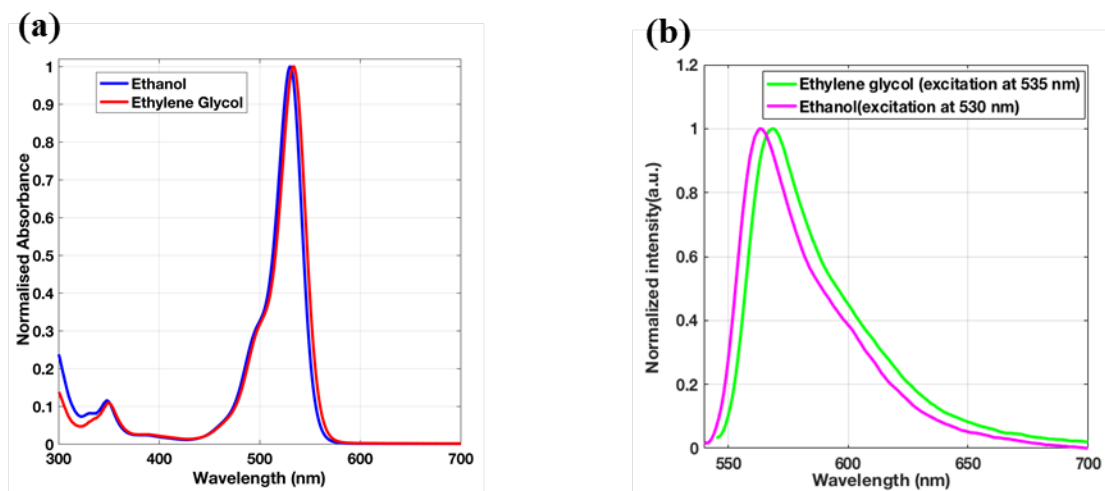 (a)
Ethanol
Ethylene Glycol
Normalised Absorbance
1
0.9
0.8
0.7
0.6
0.5
0.4
0.3
0.2
0.1
0
300 400 500 600 700
Wavelength (nm)
(b)
Ethylene glycol (excitation at 535 nm)
Ethanol(excitation at 530 nm)
Normalized intensity(a.u.)
1.2
1
0.8
0.6
0.4
0.2
0
550 600 650 700
Wavelength (nm)